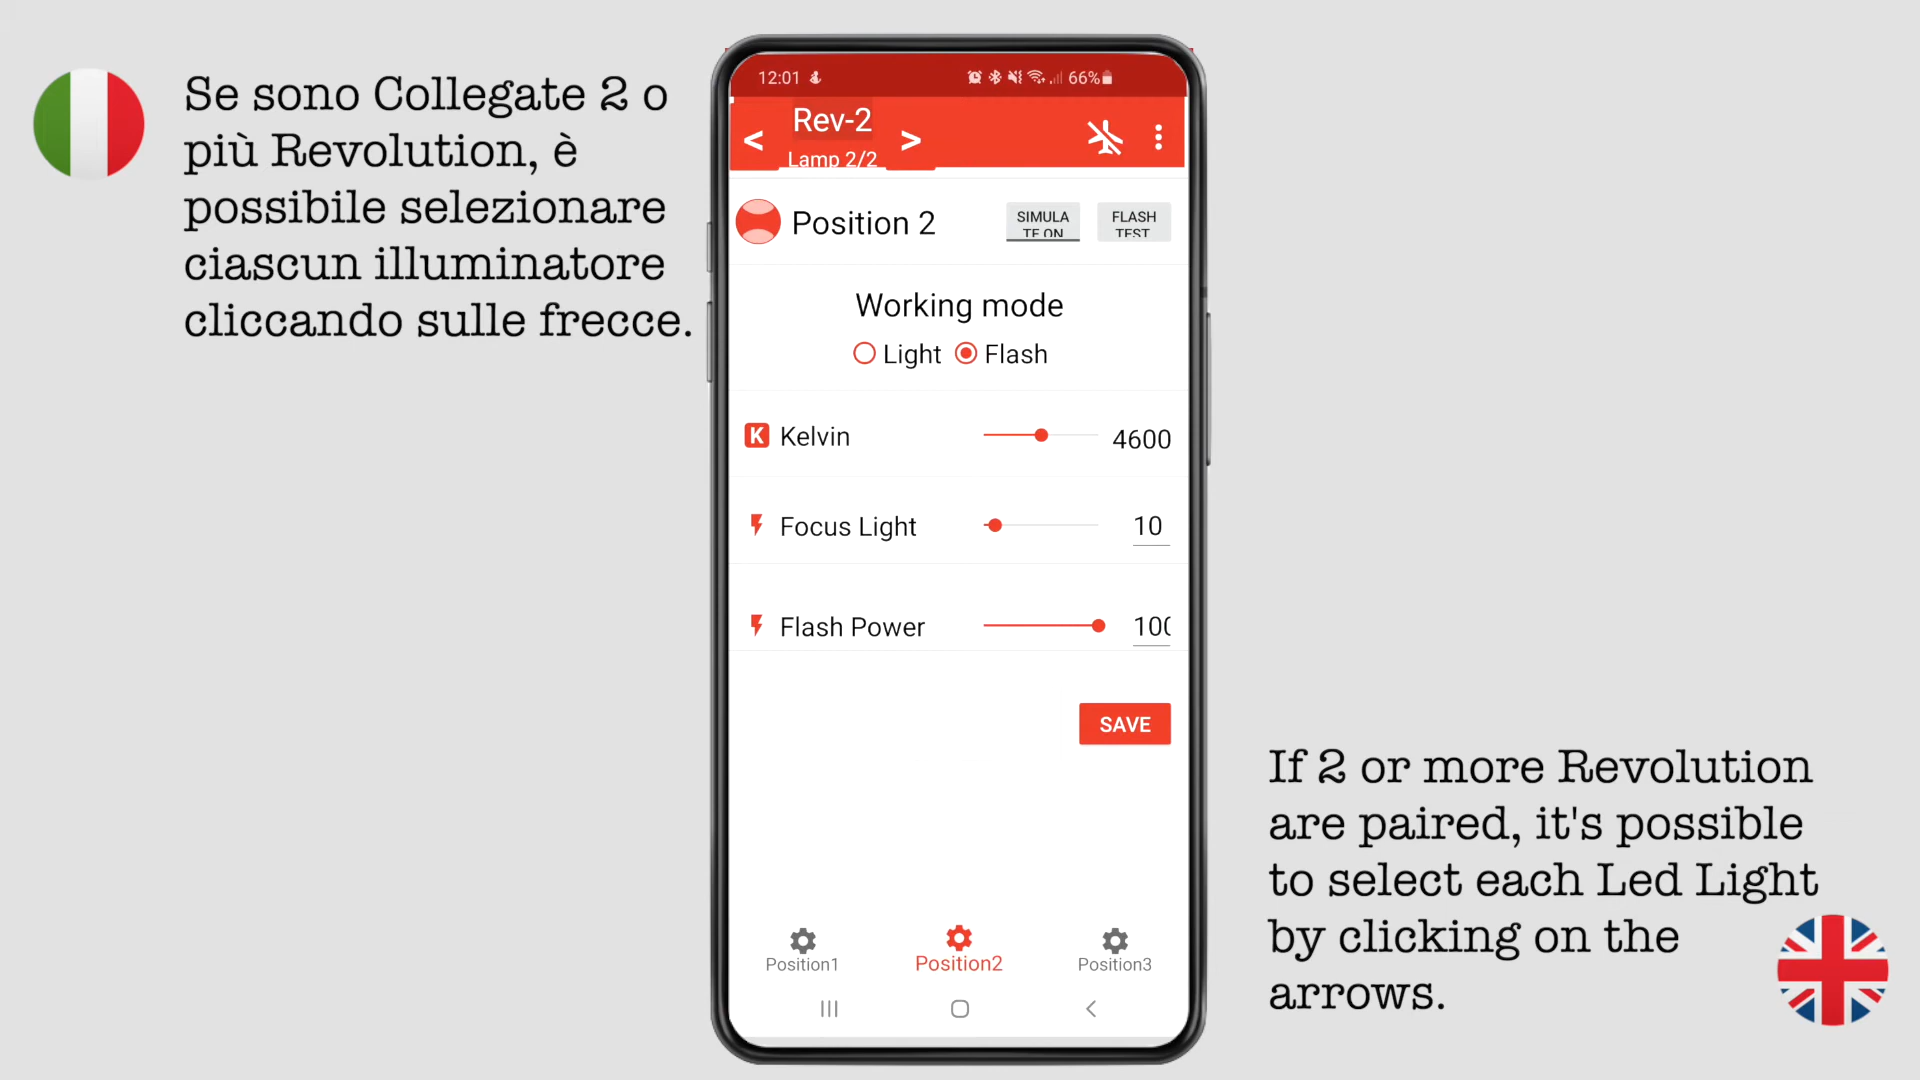 Se sono Collegate 2 o
più Revolution, è
possibile selezionare
ciascun illuminatore
cliccando sulle frecce.
12:01
66%
< Rev-2 >
Lamp 2/2
Position 2
SIMULA
TE ON
FLASH
TEST
Working mode
Light Flash
K Kelvin 4600
Focus Light 10
Flash Power 100
SAVE
Position1 Position2 Position3
If 2 or more Revolution
are paired, it's possible
to select each Led Light
by clicking on the
arrows.